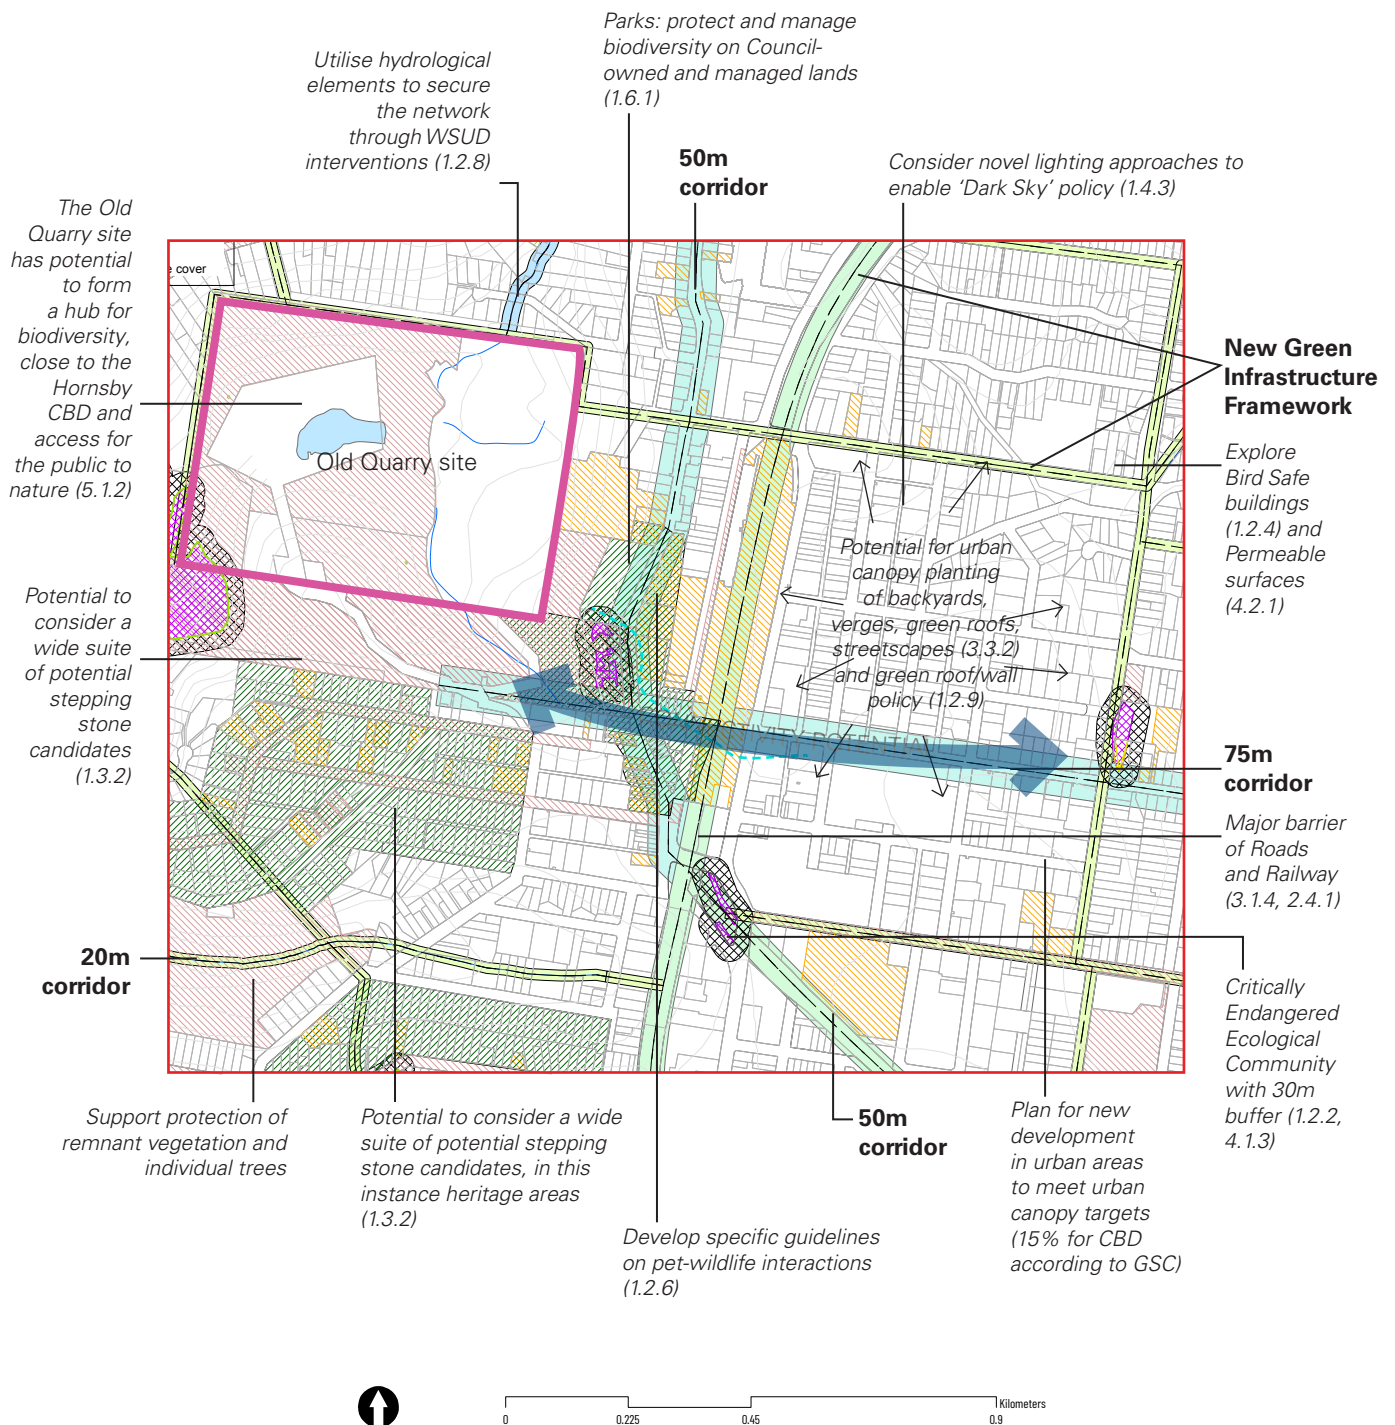 Parks: protect and manage
biodiversity on Council-
owned and managed lands
(1.6.1)
Utilise hydrological
elements to secure
the network
through WSUD
interventions (1.2.8)
50m
corridor
Consider novel lighting approaches to
enable ‘Dark Sky’ policy (1.4.3)
The Old
Quarry site
has potential
to form
a hub for
biodiversity,
close to the
Hornsby
CBD and
access for
the public to
nature (5.1.2)
e cover
Old Quarry site
New Green
Infrastructure
Framework
Explore
Bird Safe
buildings
(1.2.4) and
Permeable
surfaces
(4.2.1)
Potential for urban
canopy planting
of backyards,
verges, green roofs,
streetscapes (3.3.2)
and green roof/wall
policy (1.2.9)
Potential to
consider a
wide suite
of potential
stepping
stone
candidates
(1.3.2)
POTENTIAL
75m
corridor
Major barrier
of Roads
and Railway
(3.1.4, 2.4.1)
20m
corridor
Critically
Endangered
Ecological
Community
with 30m
buffer (1.2.2,
4.1.3)
Support protection of
remnant vegetation and
individual trees
Potential to consider a wide
suite of potential stepping
stone candidates, in this
instance heritage areas
(1.3.2)
50m
corridor
Plan for new
development
in urban areas
to meet urban
canopy targets
(15% for CBD
according to GSC)
Develop specific guidelines
on pet-wildlife interactions
(1.2.6)
Kilometers
0 0.225 0.45 0.9